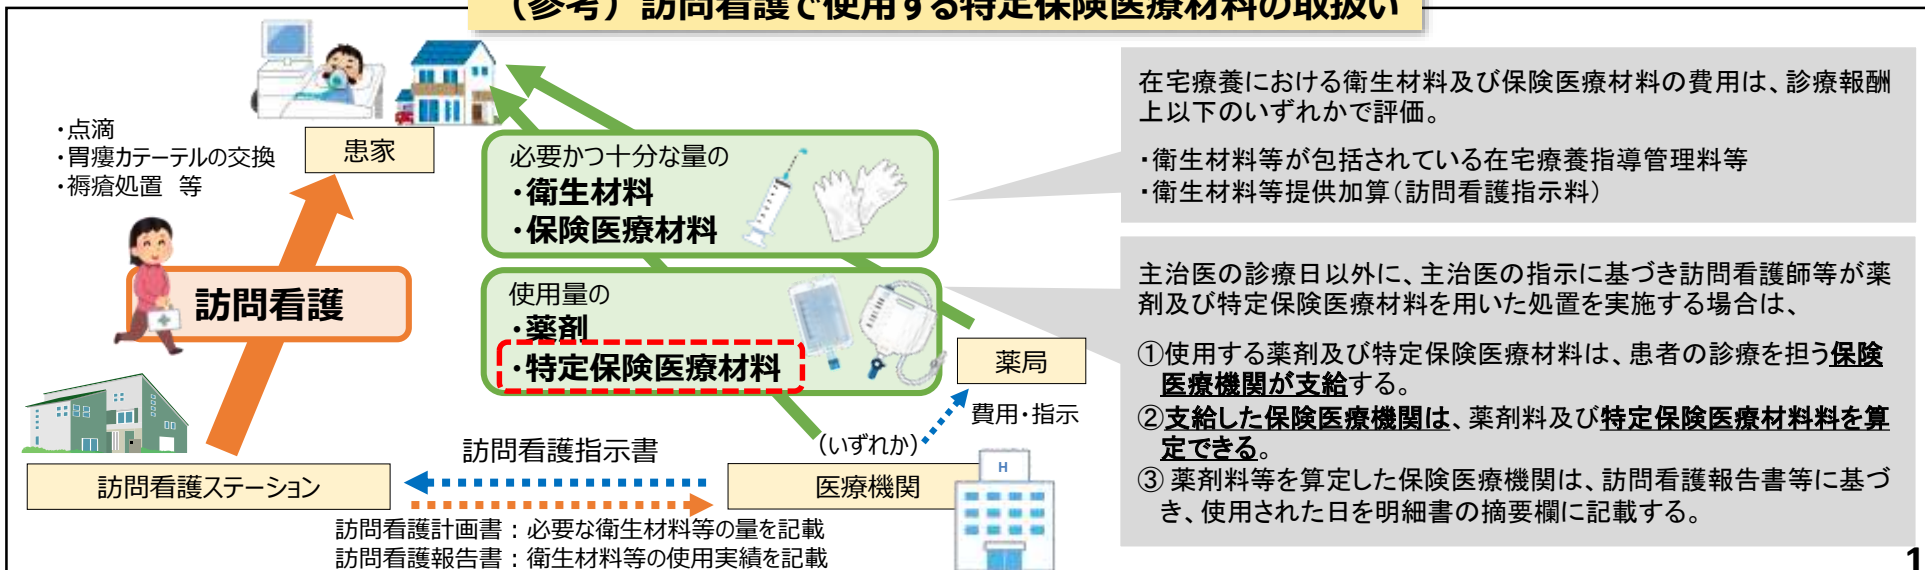 （参考）訪問看護で使用する特定保険医療材料の取扱い
・点滴
・胃瘻カテーテルの交換
・褥瘡処置　等
患家
訪問看護
訪問看護ステーション
必要かつ十分な量の
・衛生材料
・保険医療材料
使用量の
・薬剤
・特定保険医療材料
薬局
費用・指示
（いずれか）
訪問看護指示書
医療機関
H
訪問看護計画書：必要な衛生材料等の量を記載
訪問看護報告書：衛生材料等の使用実績を記載
在宅療養における衛生材料及び保険医療材料の費用は、診療報酬
上以下のいずれかで評価。
・衛生材料等が包括されている在宅療養指導管理料等
・衛生材料等提供加算（訪問看護指示料）
主治医の診療日以外に、主治医の指示に基づき訪問看護師等が薬
剤及び特定保険医療材料を用いた処置を実施する場合は、
①使用する薬剤及び特定保険医療材料は、患者の診療を担う保険
医療機関が支給する。
②支給した保険医療機関は、薬剤料及び特定保険医療材料料を算
定できる。
③ 薬剤料等を算定した保険医療機関は、訪問看護報告書等に基づ
き、使用された日を明細書の摘要欄に記載する。
1